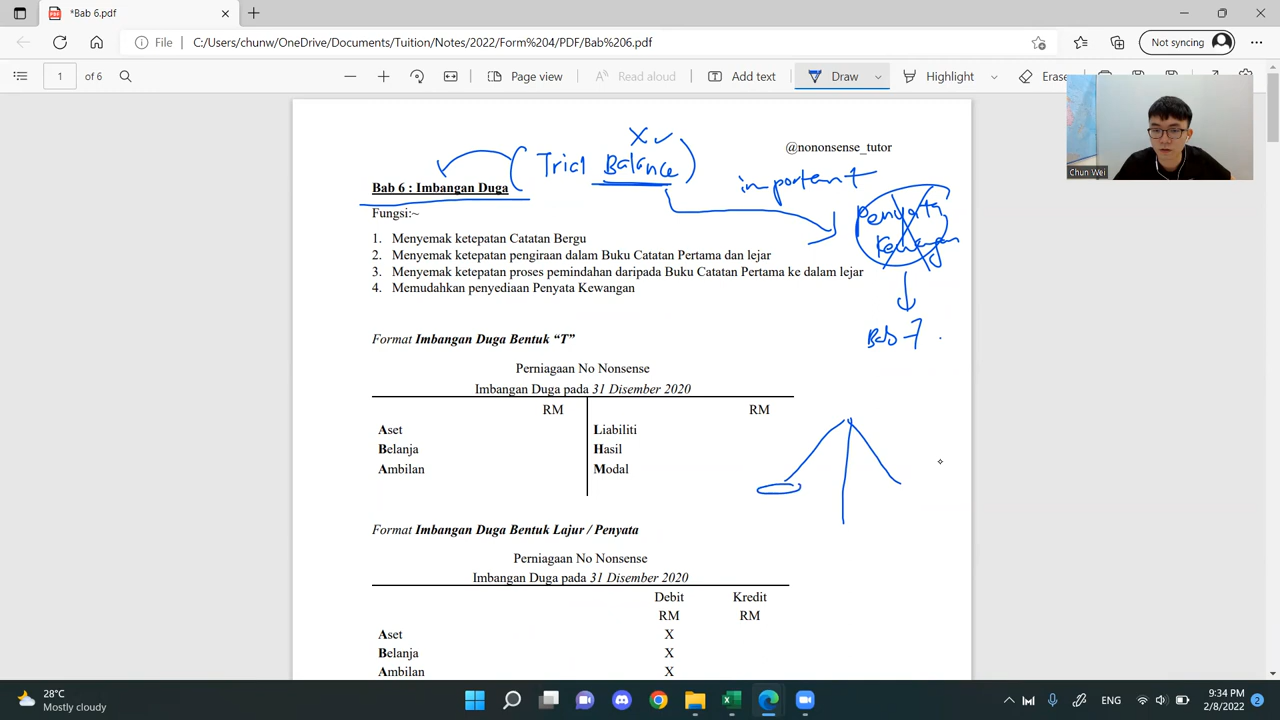 *Bab 6.pdf
File
C:/Users/chunw/OneDrive/Documents/Tuition/Notes/2022/Form%204/PDF/Bab%206.pdf
Not syncing
1 of 6
Page view
Read aloud
Add text
Draw
Highlight
Erase
Chun Wei
@nononsense_tutor
X ✓
(Trial Balance)
important
Bab 6 : Imbangan Duga
Penyata
Kewangan
Bab 7
Fungsi:~
1. Menyemak ketepatan Catatan Bergu
2. Menyemak ketepatan pengiraan dalam Buku Catatan Pertama dan lejar
3. Menyemak ketepatan proses pemindahan daripada Buku Catatan Pertama ke dalam lejar
4. Memudahkan penyediaan Penyata Kewangan
Format Imbangan Duga Bentuk “T”
Perniagaan No Nonsense
Imbangan Duga pada 31 Disember 2020
RM RM
Aset Liabiliti
Belanja Hasil
Ambilan Modal
Format Imbangan Duga Bentuk Lajur / Penyata
Perniagaan No Nonsense
Imbangan Duga pada 31 Disember 2020
Debit Kredit
RM RM
Aset X
Belanja X
Ambilan X
28°C
Mostly cloudy
ENG
9:34 PM
2/8/2022
2